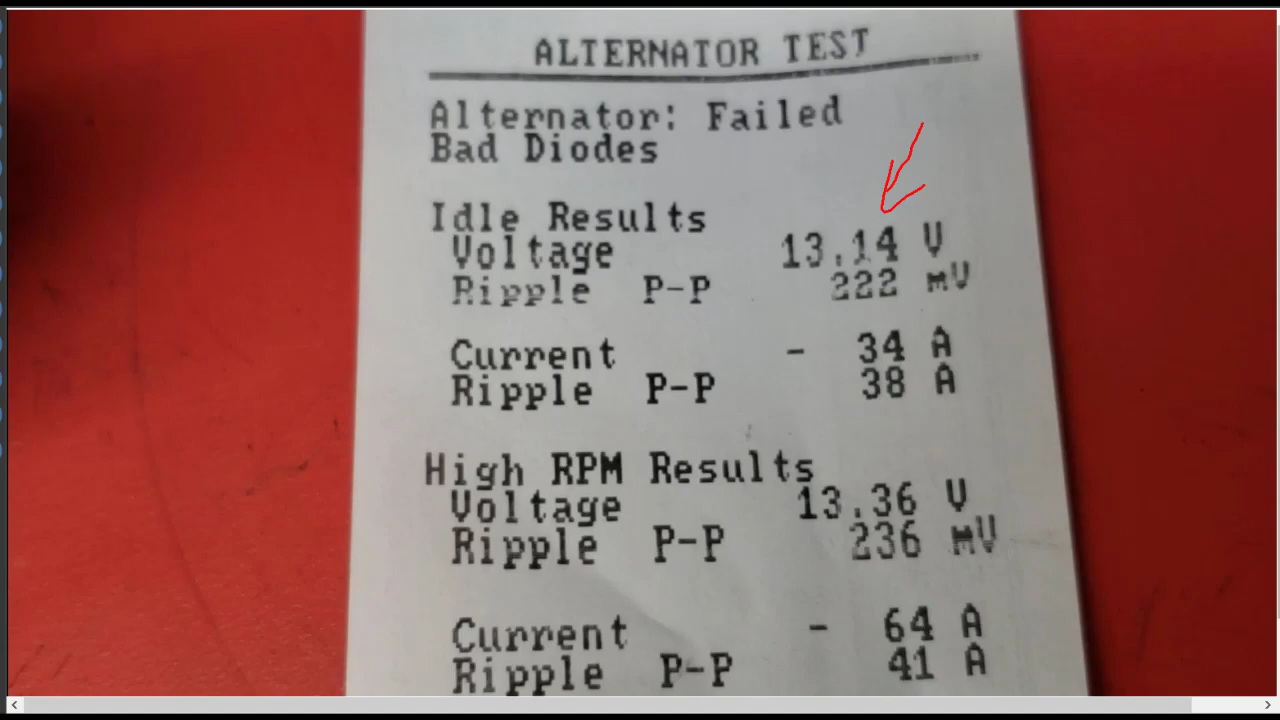 ALTERNATOR TEST
Alternator: Failed
Bad Diodes
Idle Results
Voltage 13.14 V
Ripple P-P 222 mV
Current - 34 A
Ripple P-P 38 A
High RPM Results
Voltage 13.36 V
Ripple P-P 236 mV
Current - 64 A
Ripple P-P 41 A